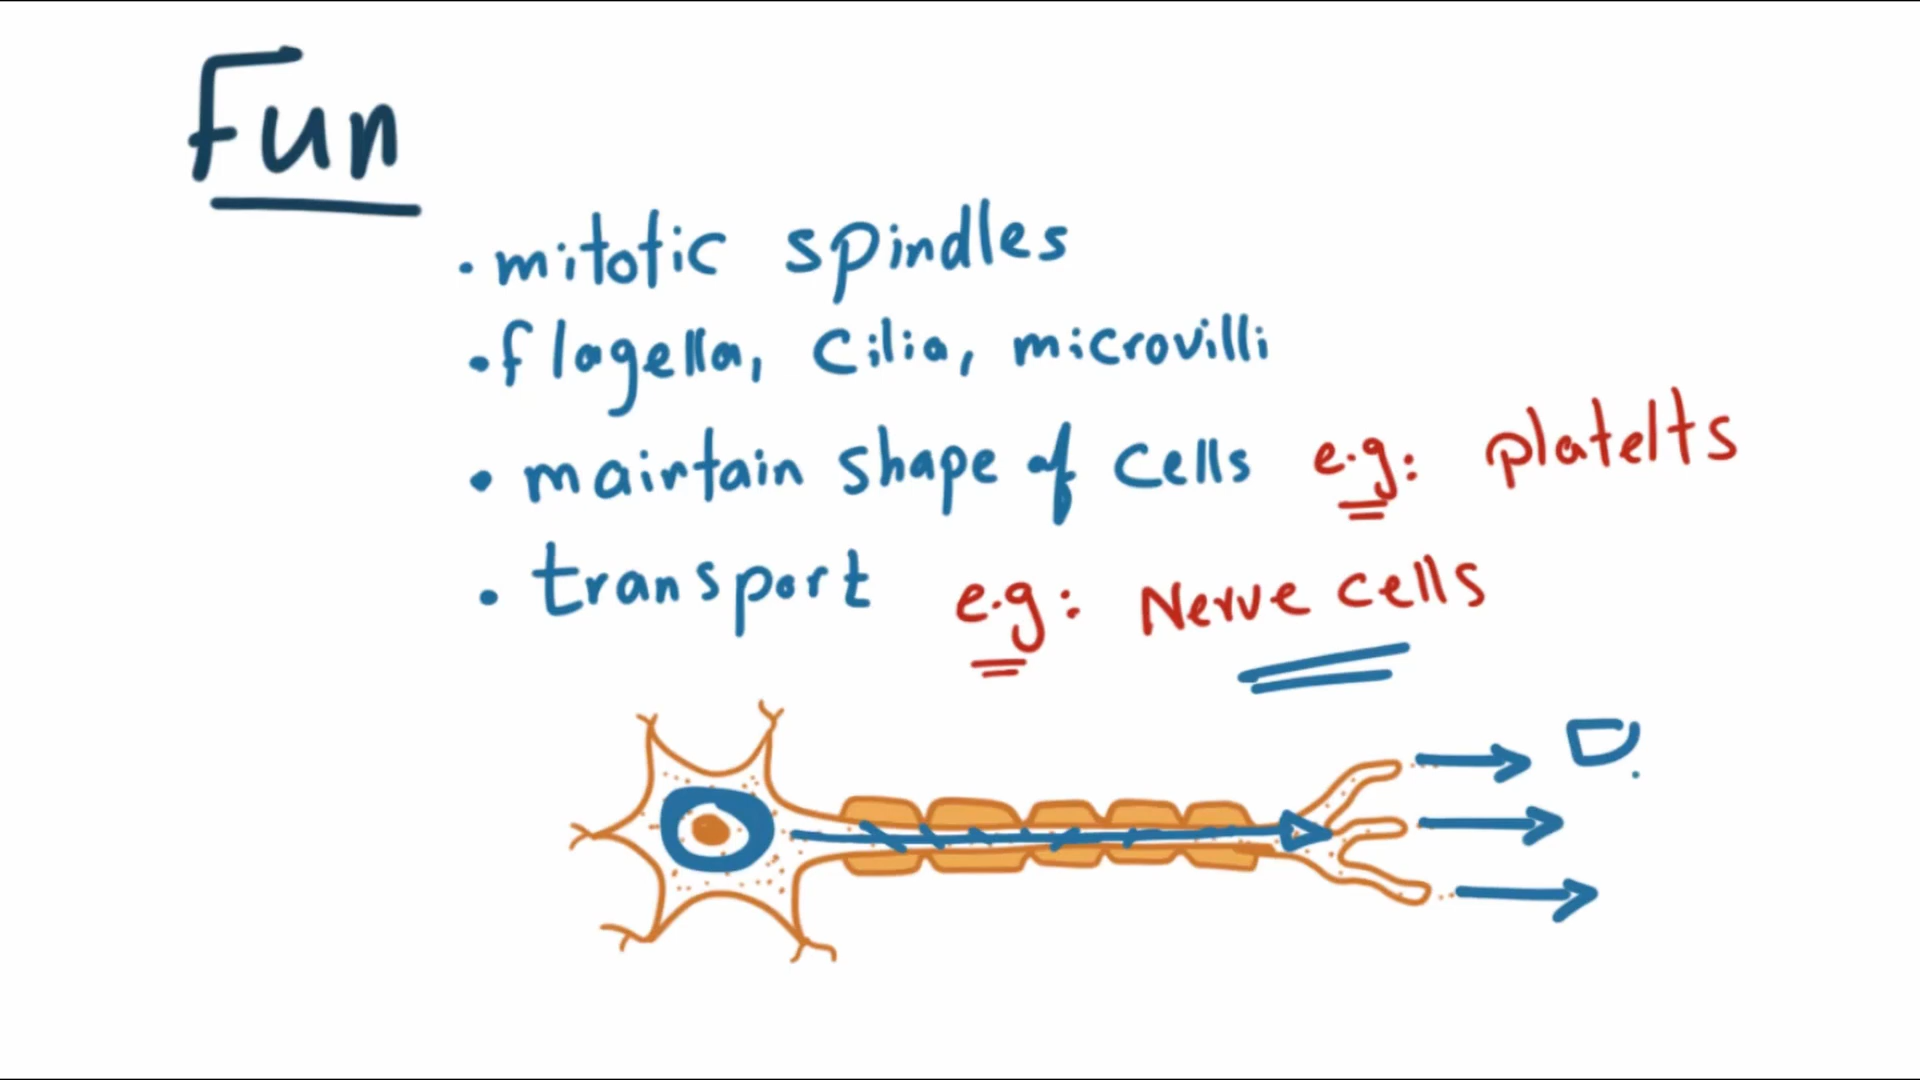 Fun
· mitotic spindles
· flagella, cilia, microvilli
· maintain shape of cells e.g: platelts
· transport e.g: Nerve cells
D